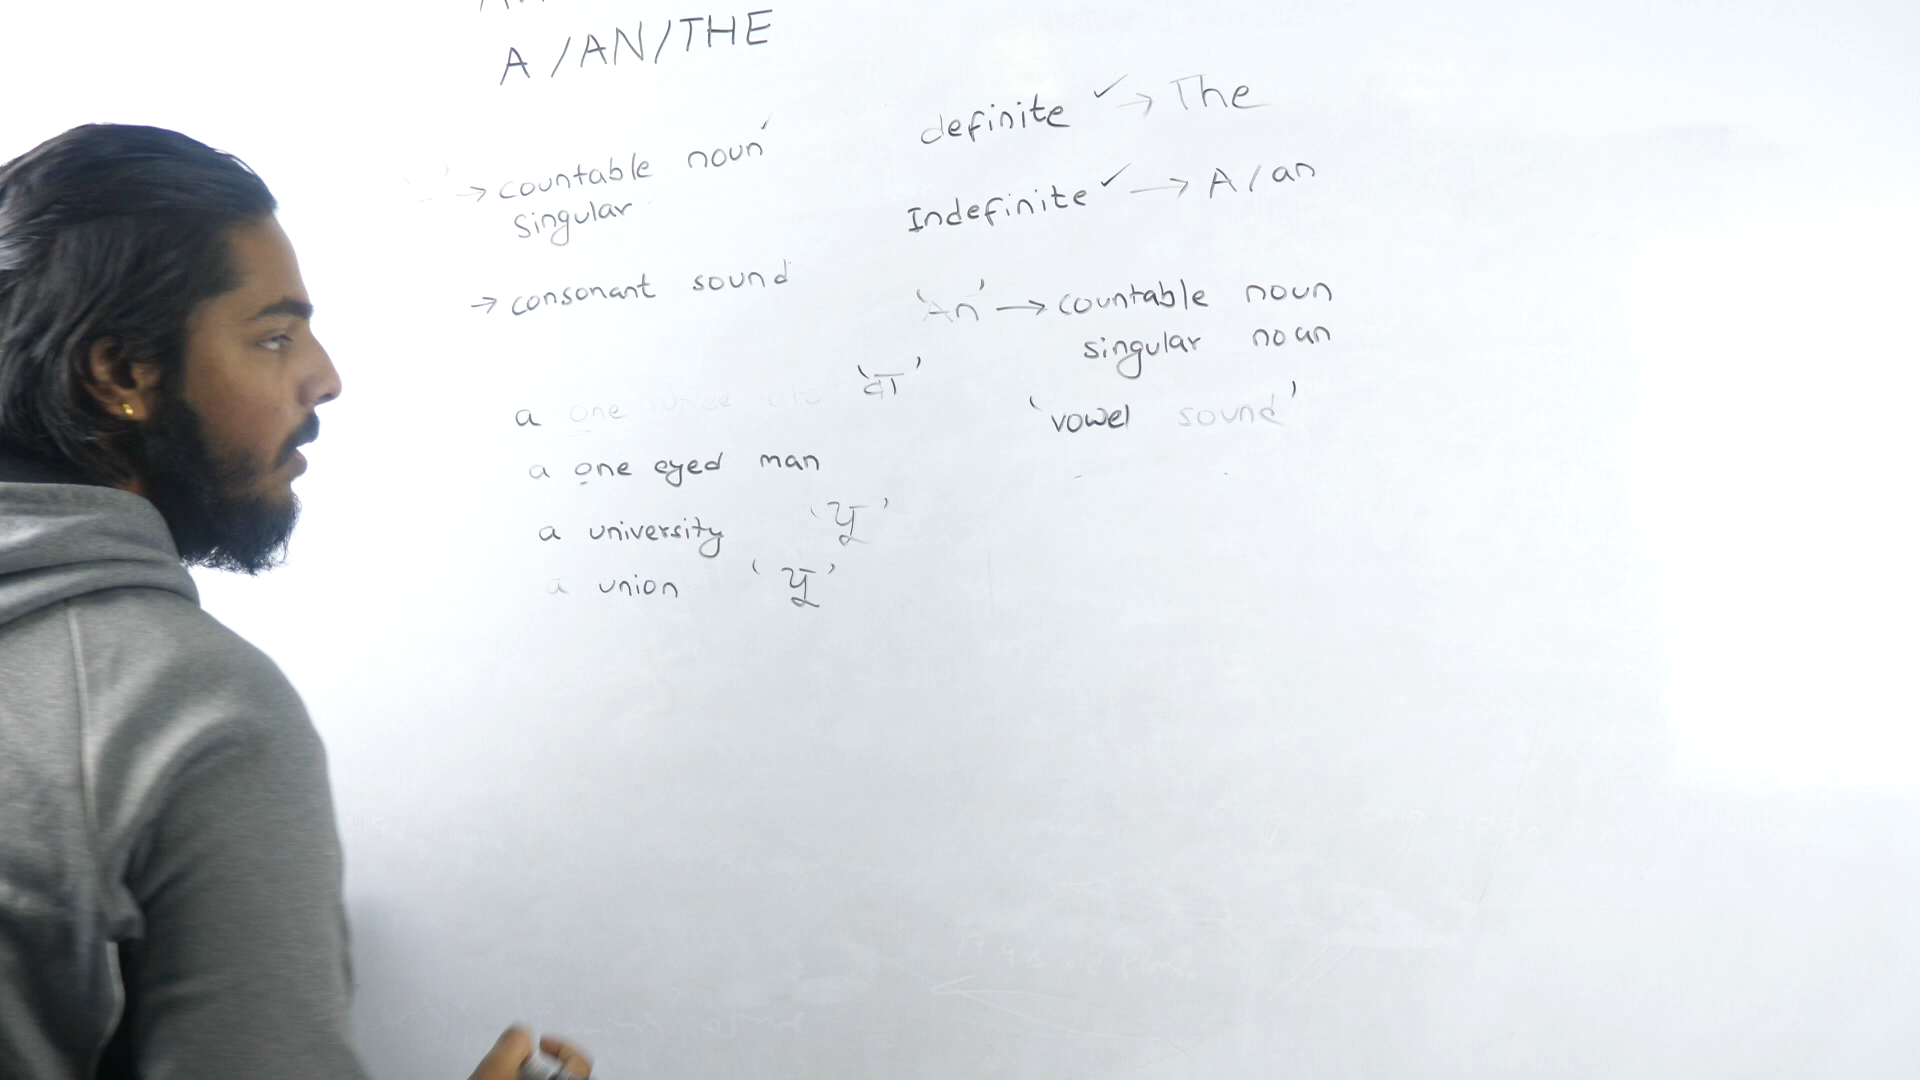 A/AN/THE
→ countable noun
singular
→ consonant sound
a one 'वा'
a one eyed man
a university 'यू'
a union 'यू'
definite ✓ → The
Indefinite ✓ → A/an
'An' → countable noun
singular noun
'vowel sound'